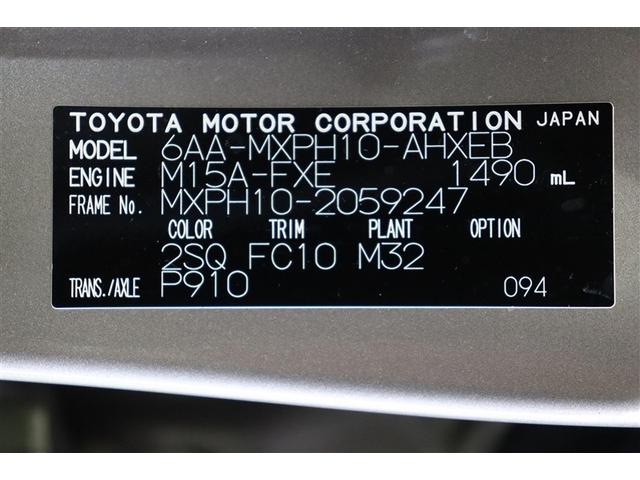 TOYOTA MOTOR CORPORATION JAPAN
MODEL 6AA-MXPH10-AHXEB
ENGINE M15A-FXE 1490 mL
FRAME No. MXPH10-2059247
COLOR TRIM PLANT OPTION
2SQ FC10 M32
TRANS./AXLE P910 094